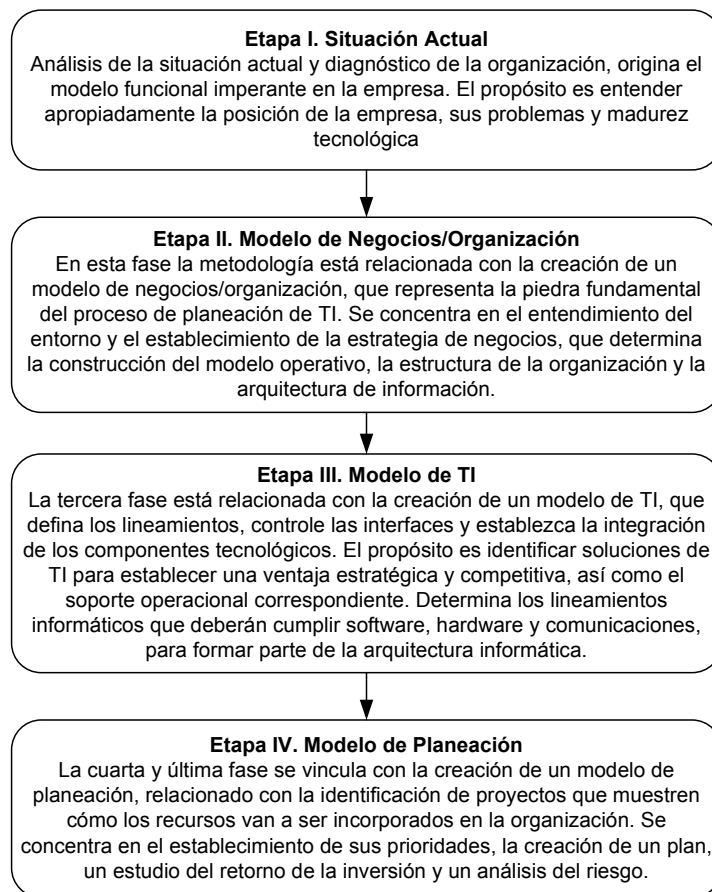 Etapa I. Situación Actual
Análisis de la situación actual y diagnóstico de la organización, origina el
modelo funcional imperante en la empresa. El propósito es entender
apropiadamente la posición de la empresa, sus problemas y madurez
tecnológica
Etapa II. Modelo de Negocios/Organización
En esta fase la metodología está relacionada con la creación de un
modelo de negocios/organización, que representa la piedra fundamental
del proceso de planeación de TI. Se concentra en el entendimiento del
entorno y el establecimiento de la estrategia de negocios, que determina
la construcción del modelo operativo, la estructura de la organización y la
arquitectura de información.
Etapa III. Modelo de TI
La tercera fase está relacionada con la creación de un modelo de TI, que
defina los lineamientos, controle las interfaces y establezca la integración
de los componentes tecnológicos. El propósito es identificar soluciones de
TI para establecer una ventaja estratégica y competitiva, así como el
soporte operacional correspondiente. Determina los lineamientos
informáticos que deberán cumplir software, hardware y comunicaciones,
para formar parte de la arquitectura informática.
Etapa IV. Modelo de Planeación
La cuarta y última fase se vincula con la creación de un modelo de
planeación, relacionado con la identificación de proyectos que muestren
cómo los recursos van a ser incorporados en la organización. Se
concentra en el establecimiento de sus prioridades, la creación de un plan,
un estudio del retorno de la inversión y un análisis del riesgo.